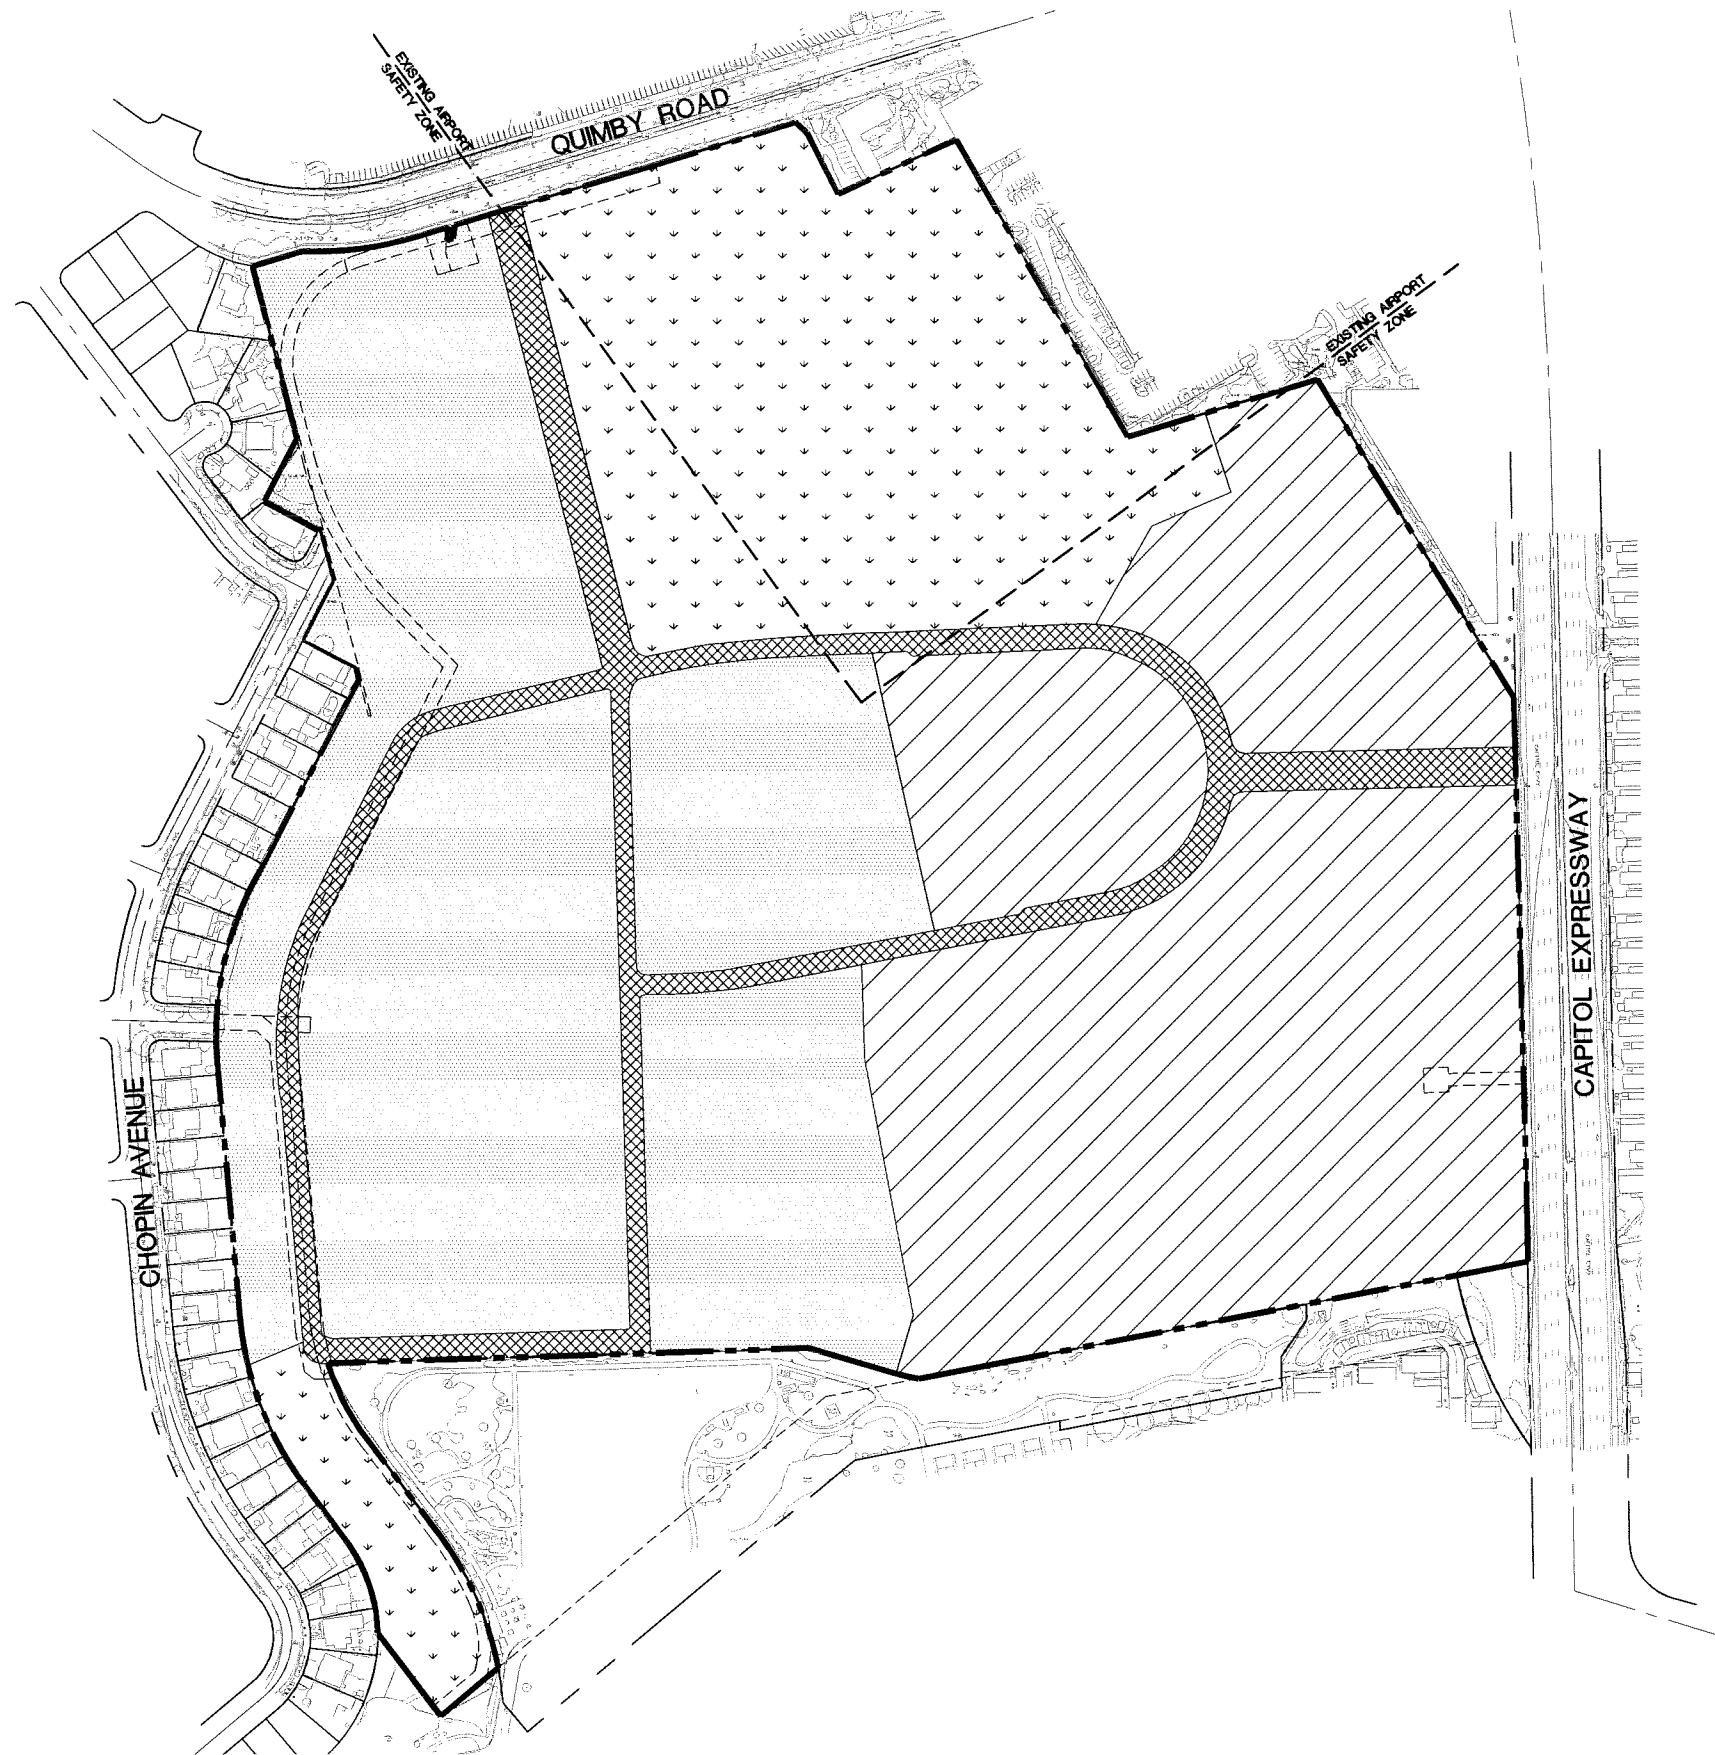 EXISTING AIRPORT
SAFETY ZONE
QUIMBY ROAD
EXISTING AIRPORT
SAFETY ZONE
CAPITOL EXPRESSWAY
CHOPIN AVENUE